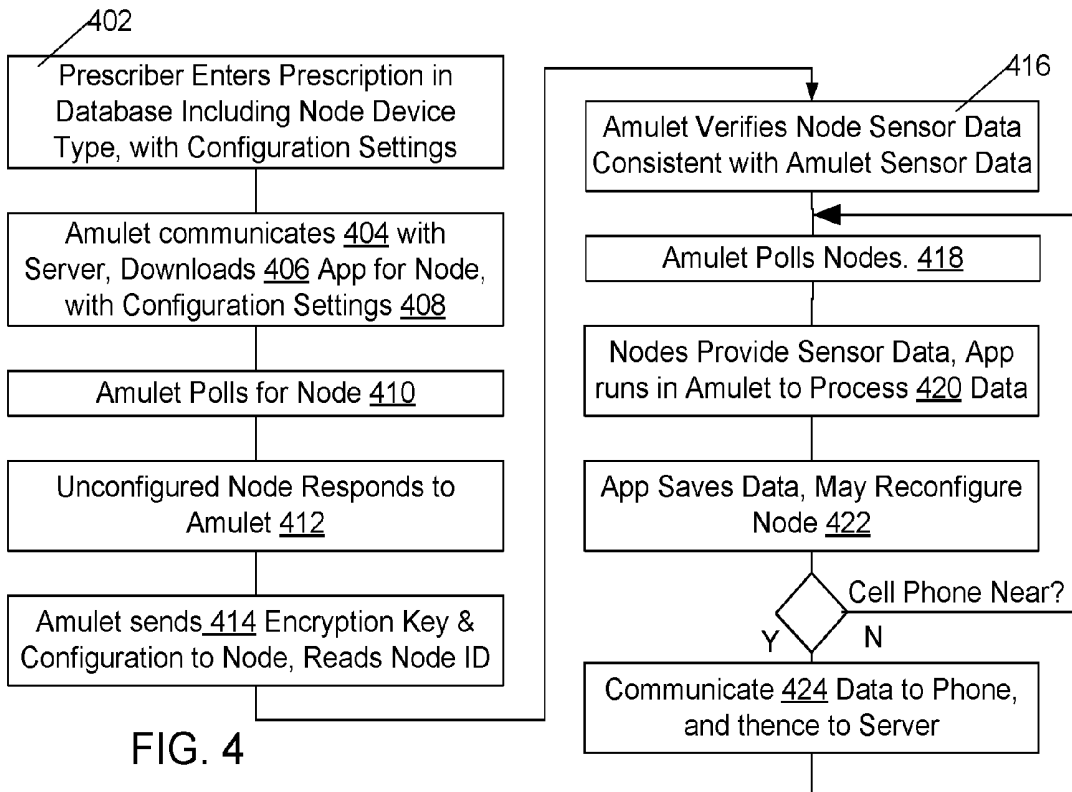 402
Prescriber Enters Prescription in
Database Including Node Device
Type, with Configuration Settings
Amulet communicates 404 with
Server, Downloads 406 App for Node,
with Configuration Settings 408
Amulet Polls for Node 410
Unconfigured Node Responds to
Amulet 412
Amulet sends 414 Encryption Key &
Configuration to Node, Reads Node ID
FIG. 4
416
Amulet Verifies Node Sensor Data
Consistent with Amulet Sensor Data
Amulet Polls Nodes. 418
Nodes Provide Sensor Data, App
runs in Amulet to Process 420 Data
App Saves Data, May Reconfigure
Node 422
Cell Phone Near?
Y N
Communicate 424 Data to Phone,
and thence to Server